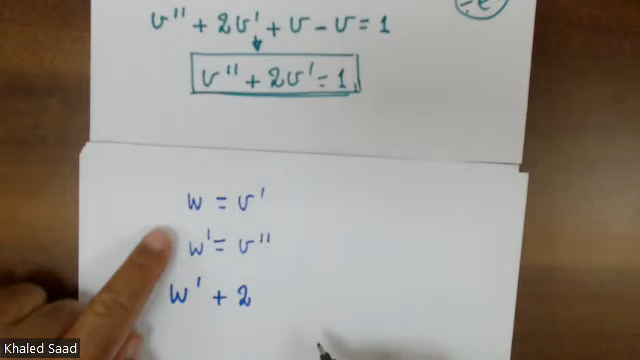 v'' + 2v' + v - v = 1
v'' + 2v' = 1
w = v'
w' = v''
w' + 2
Khaled Saad